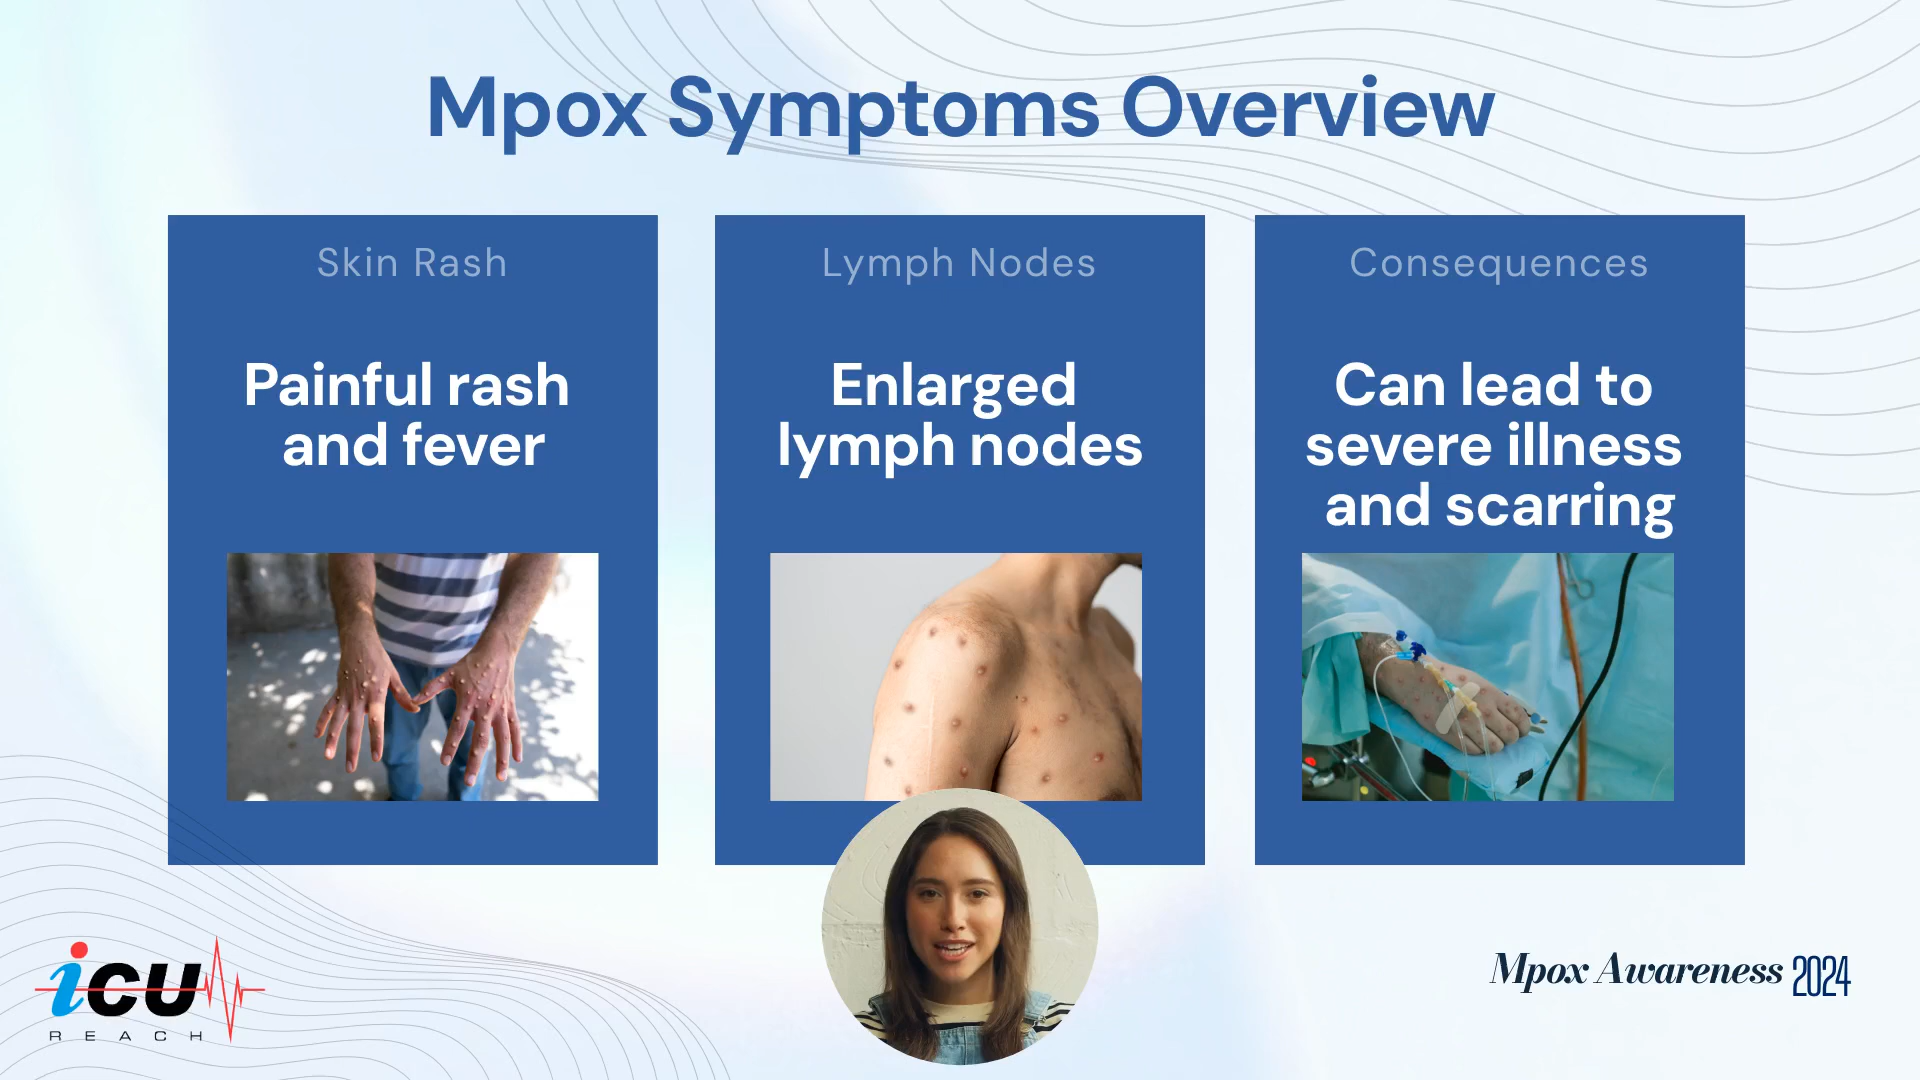 Mpox Symptoms Overview
Skin Rash
Painful rash
and fever
Lymph Nodes
Enlarged
lymph nodes
Consequences
Can lead to
severe illness
and scarring
icu
REACH
Mpox Awareness 2024